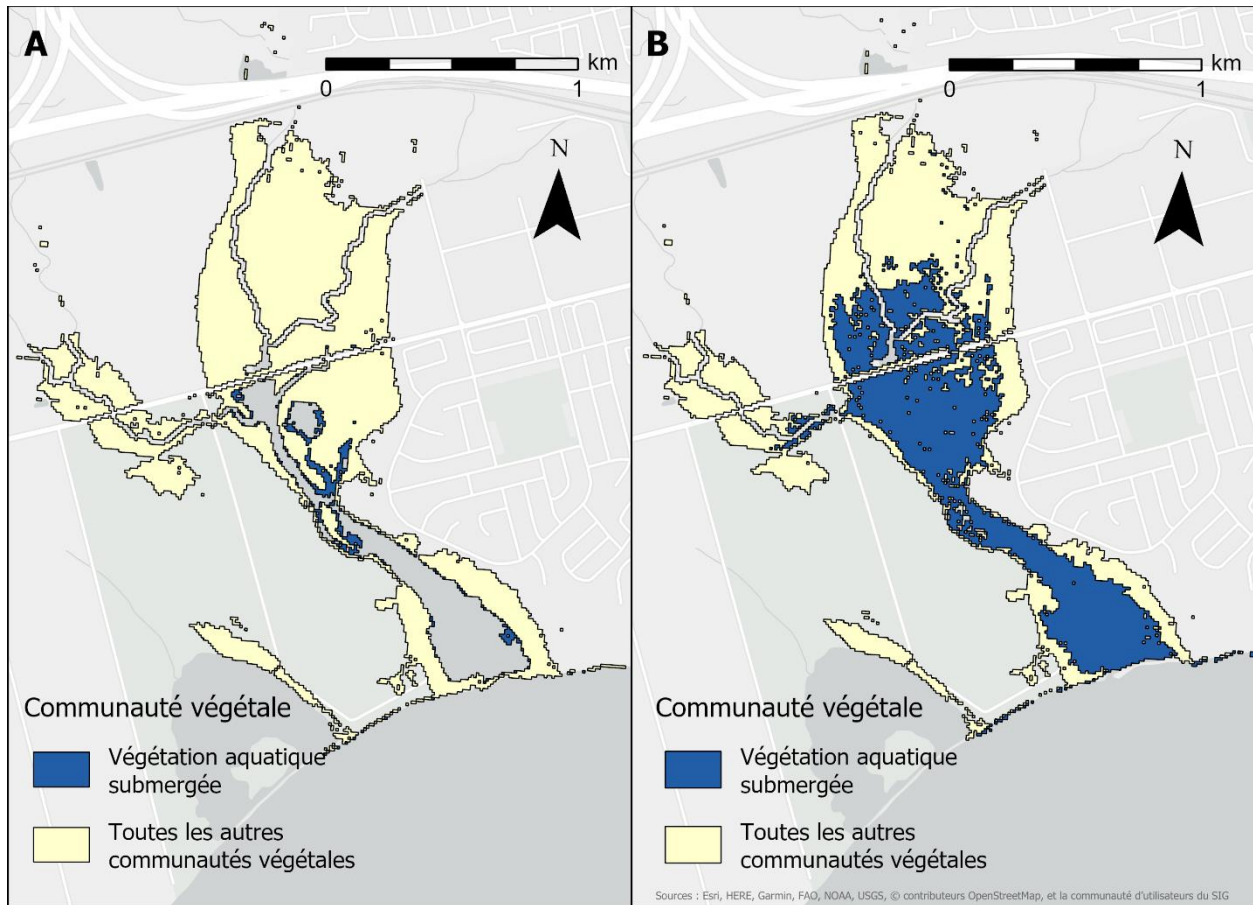 A
km
0
1
N
Communauté végétale
Végétation aquatique
submergée
Toutes les autres
communautés végétales
B
km
0
1
N
Communauté végétale
Végétation aquatique
submergée
Toutes les autres
communautés végétales
Sources : Esri, HERE, Garmin, FAO, NOAA, USGS, © contributeurs OpenStreetMap, et la communauté d'utilisateurs du SIG